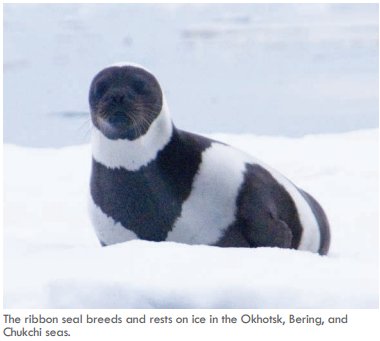 The ribbon seal breeds and rests on ice in the Okhotsk, Bering, and
Chukchi seas.